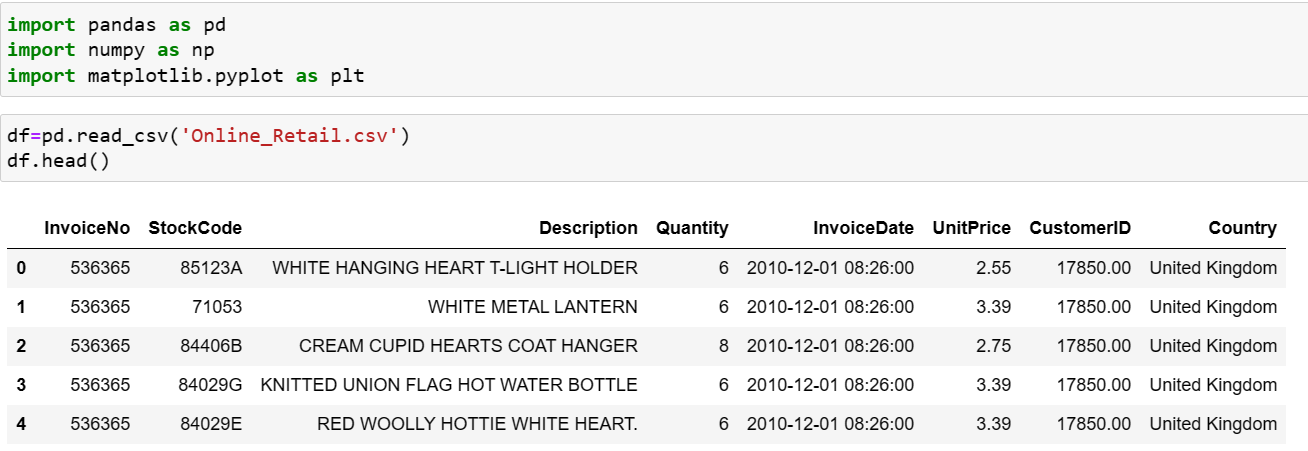 import pandas as pd
import numpy as np
import matplotlib.pyplot as plt
df=pd.read_csv('Online_Retail.csv')
df.head()
InvoiceNo StockCode Description Quantity InvoiceDate UnitPrice CustomerID Country
0 536365 85123A WHITE HANGING HEART T-LIGHT HOLDER 6 2010-12-01 08:26:00 2.55 17850.00 United Kingdom
1 536365 71053 WHITE METAL LANTERN 6 2010-12-01 08:26:00 3.39 17850.00 United Kingdom
2 536365 84406B CREAM CUPID HEARTS COAT HANGER 8 2010-12-01 08:26:00 2.75 17850.00 United Kingdom
3 536365 84029G KNITTED UNION FLAG HOT WATER BOTTLE 6 2010-12-01 08:26:00 3.39 17850.00 United Kingdom
4 536365 84029E RED WOOLLY HOTTIE WHITE HEART. 6 2010-12-01 08:26:00 3.39 17850.00 United Kingdom